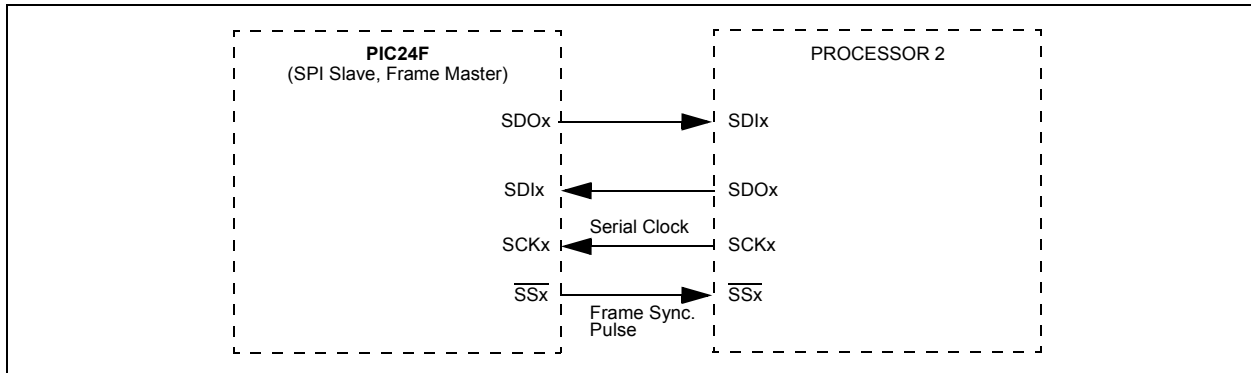 PIC24F
(SPI Slave, Frame Master)
PROCESSOR 2
SDOx
SDIx
SDIx
SDOx
Serial Clock
SCKx
SCKx
SSx
SSx
Frame Sync.
Pulse